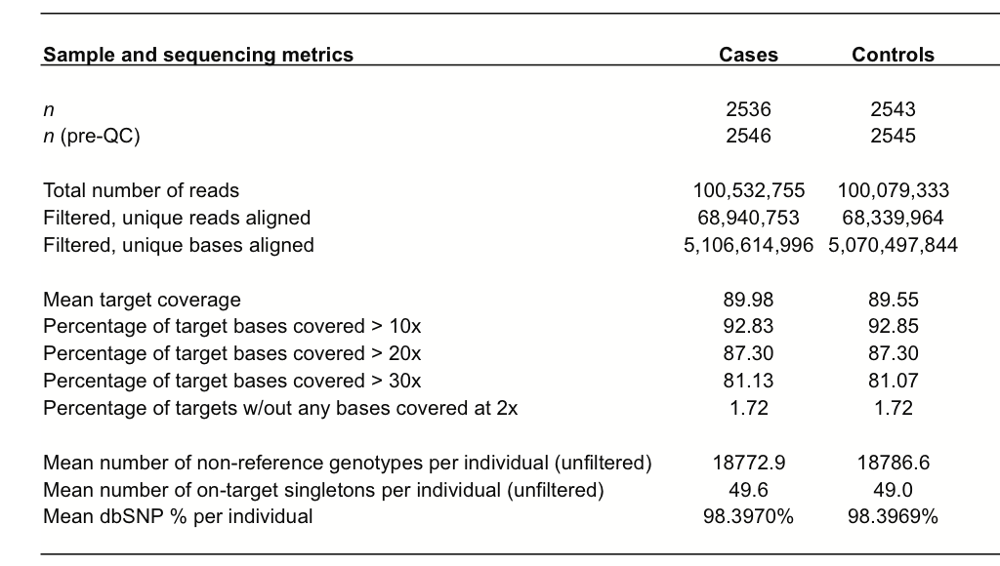 Sample and sequencing metrics Cases Controls
n 2536 2543
n (pre-QC) 2546 2545
Total number of reads 100,532,755 100,079,333
Filtered, unique reads aligned 68,940,753 68,339,964
Filtered, unique bases aligned 5,106,614,996 5,070,497,844
Mean target coverage 89.98 89.55
Percentage of target bases covered > 10x 92.83 92.85
Percentage of target bases covered > 20x 87.30 87.30
Percentage of target bases covered > 30x 81.13 81.07
Percentage of targets w/out any bases covered at 2x 1.72 1.72
Mean number of non-reference genotypes per individual (unfiltered) 18772.9 18786.6
Mean number of on-target singletons per individual (unfiltered) 49.6 49.0
Mean dbSNP % per individual 98.3970% 98.3969%